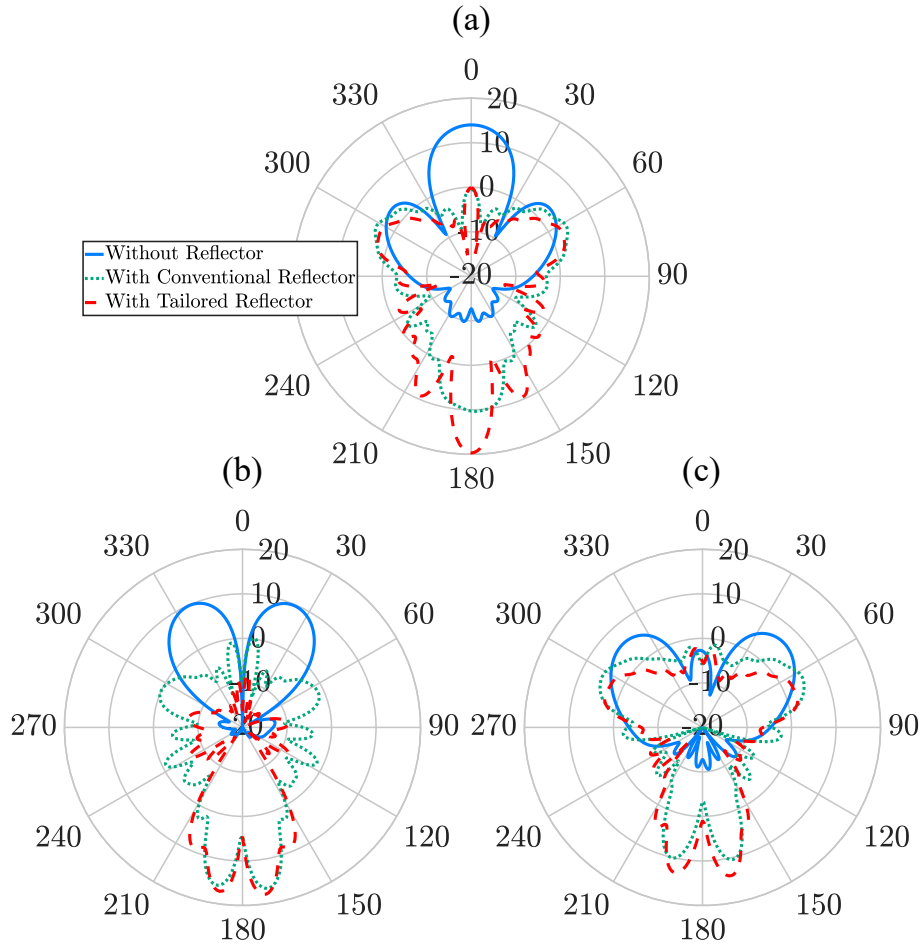 (a)
0
330 20 30
10
300 60
0
-10
Without Reflector
With Conventional Reflector
With Tailored Reflector
-20 90
240 120
210 150
180
(b) (c)
0 0
330 20 30 330 20 30
10 10
300 60 300 60
0 0
-10 -10
270 -20 90 270 -20 90
240 120 240 120
210 150 210 150
180 180